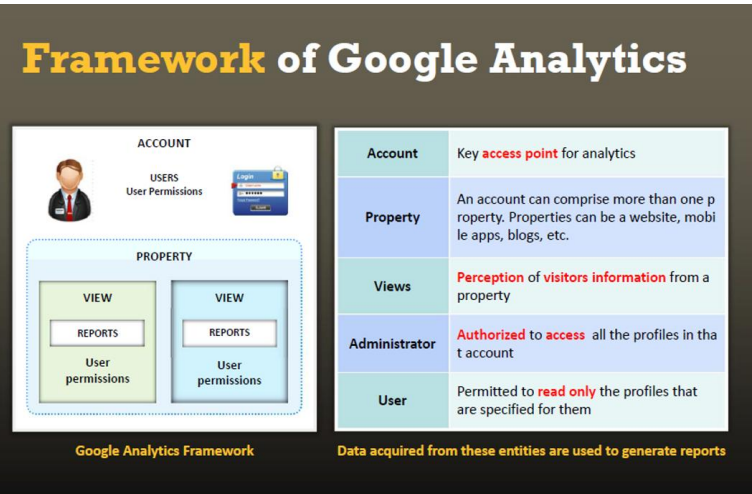 Framework of Google Analytics
ACCOUNT
USERS
User Permissions
Login
PROPERTY
VIEW
REPORTS
User
permissions
VIEW
REPORTS
User
permissions
Google Analytics Framework
Account
Key access point for analytics
Property
An account can comprise more than one p
roperty. Properties can be a website, mobi
le apps, blogs, etc.
Views
Perception of visitors information from a
property
Administrator
Authorized to access all the profiles in tha
t account
User
Permitted to read only the profiles that
are specified for them
Data acquired from these entities are used to generate reports